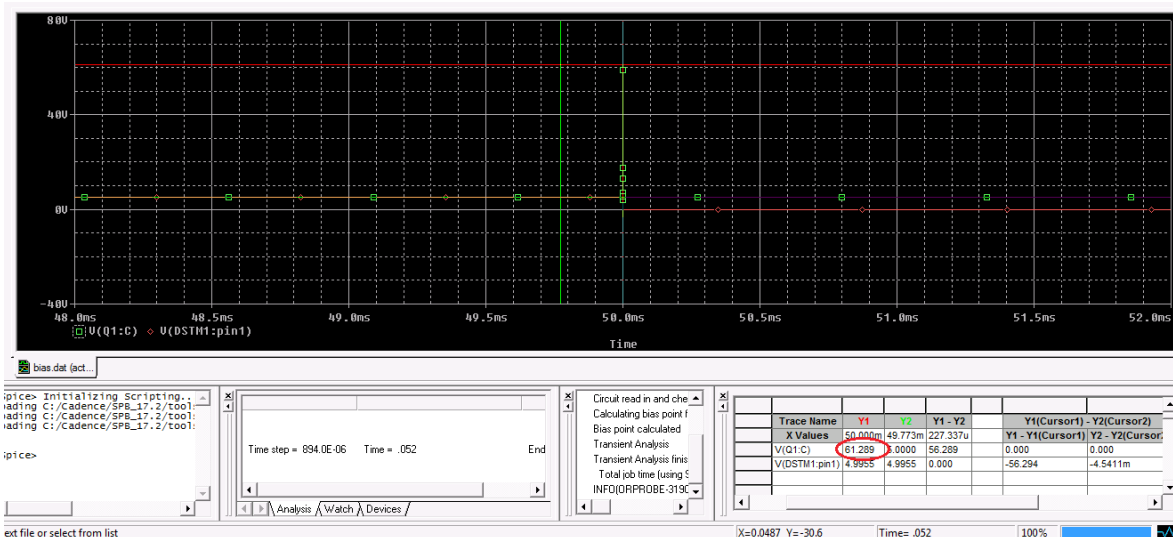 80V
40V
0V
-40V
48.0ms 48.5ms 49.0ms 49.5ms 50.0ms 50.5ms 51.0ms 51.5ms 52.0ms
V(Q1:C) V(DSTM1:pin1)
Time
bias.dat (act...
Spice> Initializing Scripting..
oading C:/Cadence/SPB_17.2/tool
oading C:/Cadence/SPB_17.2/tool
oading C:/Cadence/SPB_17.2/tool
Spice>
Time step = 894.0E-06 Time = .052 End
Analysis Watch Devices
Circuit read in and che
Calculating bias point f
Bias point calculated
Transient Analysis
Transient Analysis finis
Total job time (using S
INFO(ORPROBE-3190
Trace Name Y1 Y2 Y1 - Y2 Y1(Cursor1) - Y2(Cursor2)
X Values 50.000m 49.773m 227.337u Y1 - Y1(Cursor1) Y2 - Y2(Cursor2
V(Q1:C) 61.289 5.0000 56.289 0.000 0.000
V(DSTM1:pin1) 4.9955 4.9955 0.000 -56.294 -4.5411m
ext file or select from list
X=0.0487 Y=-30.6 Time= .052 100%